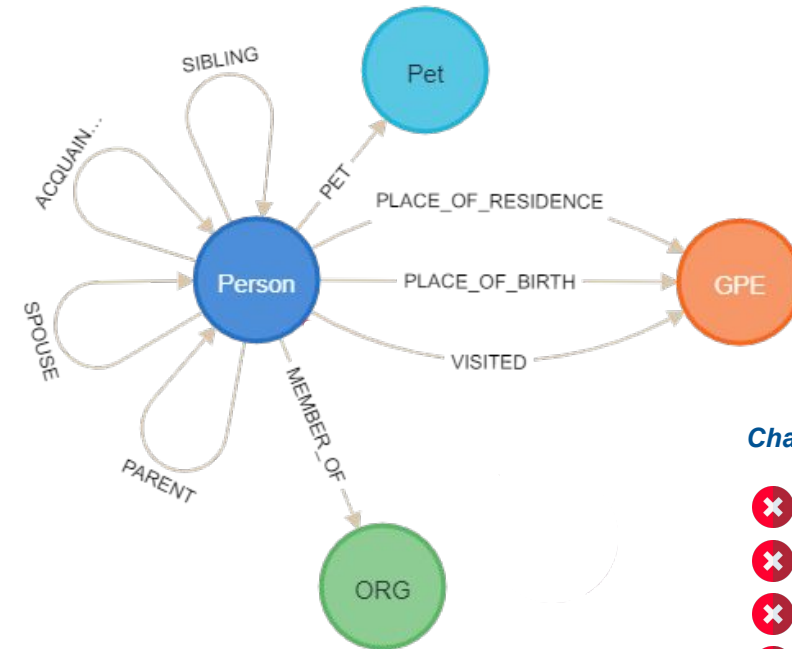 SIBLING
Pet
ACQUAIN...
PET
PLACE_OF_RESIDENCE
Person
PLACE_OF_BIRTH
GPE
SPOUSE
VISITED
MEMBER_OF
PARENT
Cha
ORG